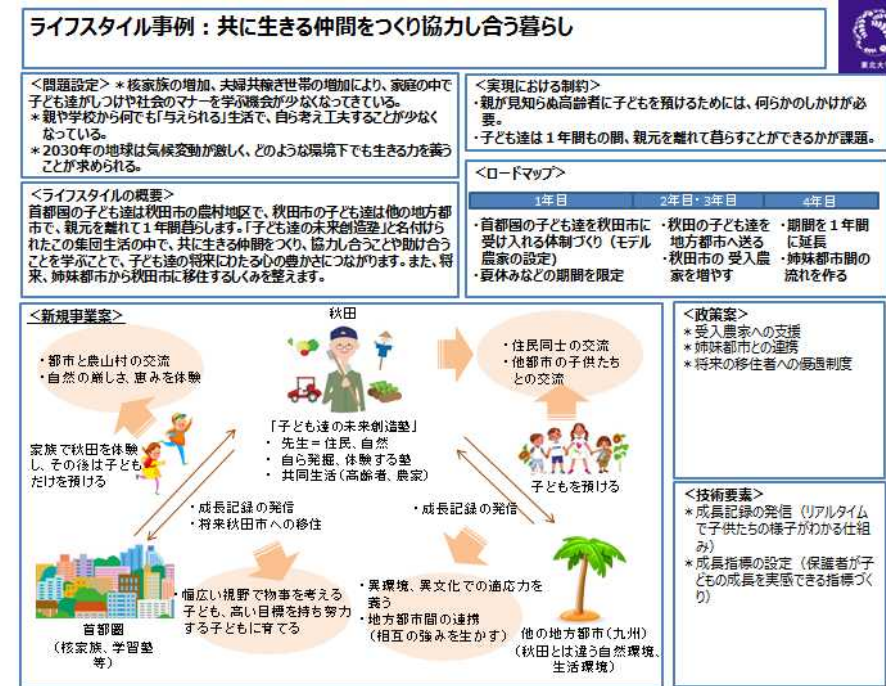 ライフスタイル事例：共に生きる仲間をつくり協力し合う暮らし
東北大学
＜問題設定＞＊核家族の増加、夫婦共稼ぎ世帯の増加により、家庭の中で
子ども達がしつけや社会のマナーを学ぶ機会が少なくなってきている。
＊親や学校から何でも「与えられる」生活で、自ら考え工夫することが少なく
なっている。
＊2030年の地球は気候変動が激しく、どのような環境下でも生きる力を養う
ことが求められる。
＜ライフスタイルの概要＞
首都圏の子ども達は秋田市の農村地区で、秋田市の子ども達は他の地方都
市で、親元を離れて１年間暮らします。「子ども達の未来創造塾」と名付けら
れたこの集団生活の中で、共に生きる仲間をつくり、協力し合うことや助け合う
ことを学ぶことで、子ども達の将来にわたる心の豊かさにつながります。また、将
来、姉妹都市から秋田市に移住するしくみを整えます。
＜実現における制約＞
・親が見知らぬ高齢者に子どもを預けるためには、何らかのしかけが必
要。
・子ども達は１年間もの間、親元を離れて暮らすことができるかが課題。
＜ロードマップ＞
1年目 2年目・3年目 4年目
・首都圏の子ども達を秋田市に
受け入れる体制づくり（モデル
農家の設定）
・夏休みなどの期間を限定
・秋田の子ども達を
地方都市へ送る
・秋田市の 受入農
家を増やす
・期間を１年間
に延長
・姉妹都市間の
流れを作る
＜新規事業案＞
秋田
・都市と農山村の交流
・自然の厳しさ、恵みを体験
・住民同士の交流
・他都市の子供たち
との交流
「子ども達の未来創造塾」
・ 先生＝住民、自然
・ 自ら発掘、体験する塾
・ 共同生活（高齢者、農家）
家族で秋田を体験
し、その後は子ども
だけを預ける
子どもを預ける
・成長記録の発信
・将来秋田市への移住
・成長記録の発信
・幅広い視野で物事を考える
子ども、高い目標を持ち努力
する子どもに育てる
・異環境、異文化での適応力を
養う
・地方都市間の連携
（相互の強みを生かす）
首都圏
（核家族、学習塾
等）
他の地方都市（九州）
（秋田とは違う自然環境、
生活環境）
＜政策案＞
＊受入農家への支援
＊姉妹都市との連携
＊将来の移住者への優遇制度
＜技術要素＞
＊成長記録の発信（リアルタイム
で子供たちの様子がわかる仕組
み）
＊成長指標の設定（保護者が子
どもの成長を実感できる指標づく
り）